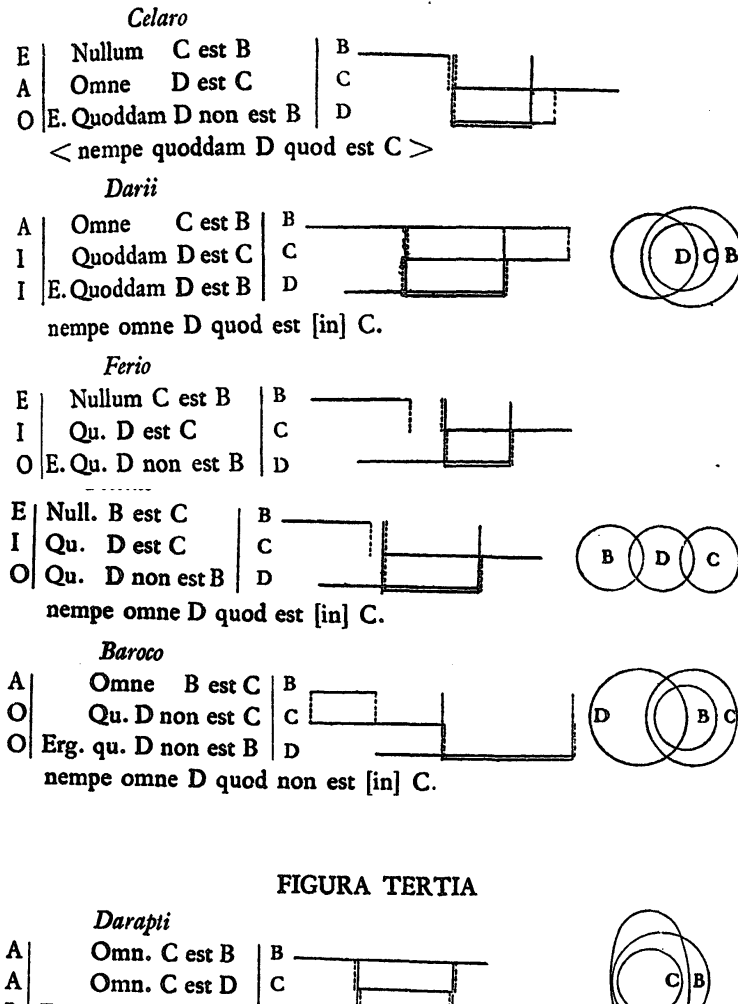 Celaro
E | Nullum C est B | B
A | Omne D est C | C
O | E. Quoddam D non est B | D
< nempe quoddam D quod est C >
Darii
A | Omne C est B | B
I | Quoddam D est C | C
I | E. Quoddam D est B | D
D C B
nempe omne D quod est [in] C.
Ferio
E | Nullum C est B | B
I | Qu. D est C | C
O | E. Qu. D non est B | D
E | Null. B est C | B
I | Qu. D est C | C
O | Qu. D non est B | D
B D C
nempe omne D quod est [in] C.
Baroco
A | Omne B est C | B
O | Qu. D non est C | C
O | Erg. qu. D non est B | D
D B C
nempe omne D quod non est [in] C.
FIGURA TERTIA
Darapti
A | Omn. C est B | B
A | Omn. C est D | C
C B